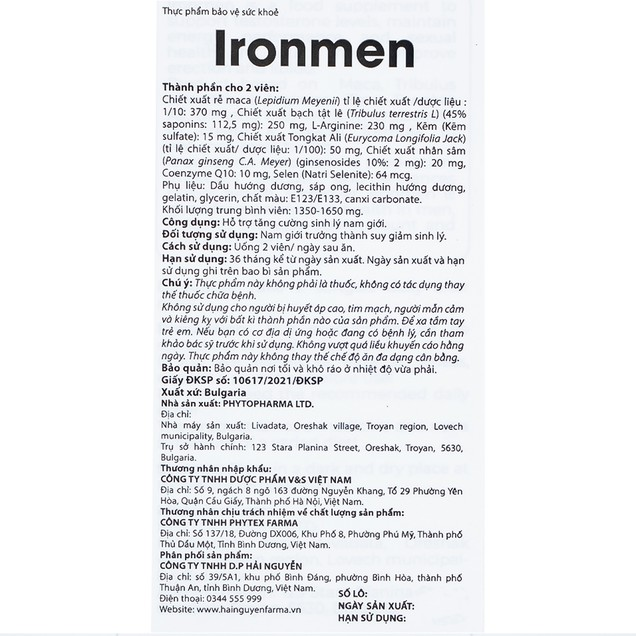 Thực phẩm bảo vệ sức khoẻ
Ironmen
Thành phần cho 2 viên:
Chiết xuất rễ maca (Lepidium Meyenii) tỉ lệ chiết xuất /dược liệu :
1/10: 370 mg , Chiết xuất bạch tật lê (Tribulus terrestris L) (45%
saponins: 112,5 mg): 250 mg, L-Arginine: 230 mg , Kẽm (Kẽm
sulfate): 15 mg, Chiết xuất Tongkat Ali (Eurycoma Longifolia Jack)
(tỉ lệ chiết xuất/ dược liệu: 1/100): 50 mg, Chiết xuất nhân sâm
(Panax ginseng C.A. Meyer) (ginsenosides 10%: 2 mg): 20 mg,
Coenzyme Q10: 10 mg, Selen (Natri Selenite): 64 mcg.
Phụ liệu: Dầu hướng dương, sáp ong, lecithin hướng dương,
gelatin, glycerin, chất màu: E123/E133, canxi carbonate.
Khối lượng trung bình viên: 1350-1650 mg.
Công dụng: Hỗ trợ tăng cường sinh lý nam giới.
Đối tượng sử dụng: Nam giới trưởng thành suy giảm sinh lý.
Cách sử dụng: Uống 2 viên/ ngày sau ăn.
Hạn sử dụng: 36 tháng kể từ ngày sản xuất. Ngày sản xuất và hạn
sử dụng ghi trên bao bì sản phẩm.
Chú ý: Thực phẩm này không phải là thuốc, không có tác dụng thay
thế thuốc chữa bệnh.
Không sử dụng cho người bị huyết áp cao, tim mạch, người mẫn cảm
và kiêng kỵ với bất kì thành phần nào của sản phẩm. Để xa tầm tay
trẻ em. Nếu bạn có cơ địa dị ứng hoặc đang có bệnh lý, cần tham
khảo bác sỹ trước khi sử dụng. Không vượt quá liều khuyến cáo hằng
ngày. Thực phẩm này không thay thế chế độ ăn đa dạng cân bằng.
Bảo quản: Bảo quản nơi tối và khô ráo ở nhiệt độ vừa phải.
Giấy ĐKSP số: 10617/2021/ĐKSP
Xuất xứ: Bulgaria
Nhà sản xuất: PHYTOPHARMA LTD.
Địa chỉ:
Nhà máy sản xuất: Livadata, Oreshak village, Troyan region, Lovech
municipality, Bulgaria.
Trụ sở hành chính: 123 Stara Planina Street, Oreshak, Troyan, 5630,
Bulgaria.
Thương nhân nhập khẩu:
CÔNG TY TNHH DƯỢC PHẨM V&S VIỆT NAM
Địa chỉ: Số 9, ngách 8 ngõ 163 đường Nguyễn Khang, Tổ 29 Phường Yên
Hòa, Quận Cầu Giấy, Thành phố Hà Nội, Việt Nam.
Thương nhân chịu trách nhiệm về chất lượng sản phẩm:
CÔNG TY TNHH PHYTEX FARMA
Địa chỉ: Số 137/18, Đường DX006, Khu Phố 8, Phường Phú Mỹ, Thành phố
Thủ Dầu Một, Tỉnh Bình Dương, Việt Nam.
Phân phối sản phẩm:
CÔNG TY TNHH D.P HẢI NGUYÊN
Địa chỉ: số 39/5A1, khu phố Bình Đáng, phường Bình Hòa, thành phố
Thuận An, tỉnh Bình Dương, Việt Nam.
Điện thoại: 0344 555 999
Website: www.hainguyenfarma.vn
SỐ LÔ:
NGÀY SẢN XUẤT:
HẠN SỬ DỤNG: